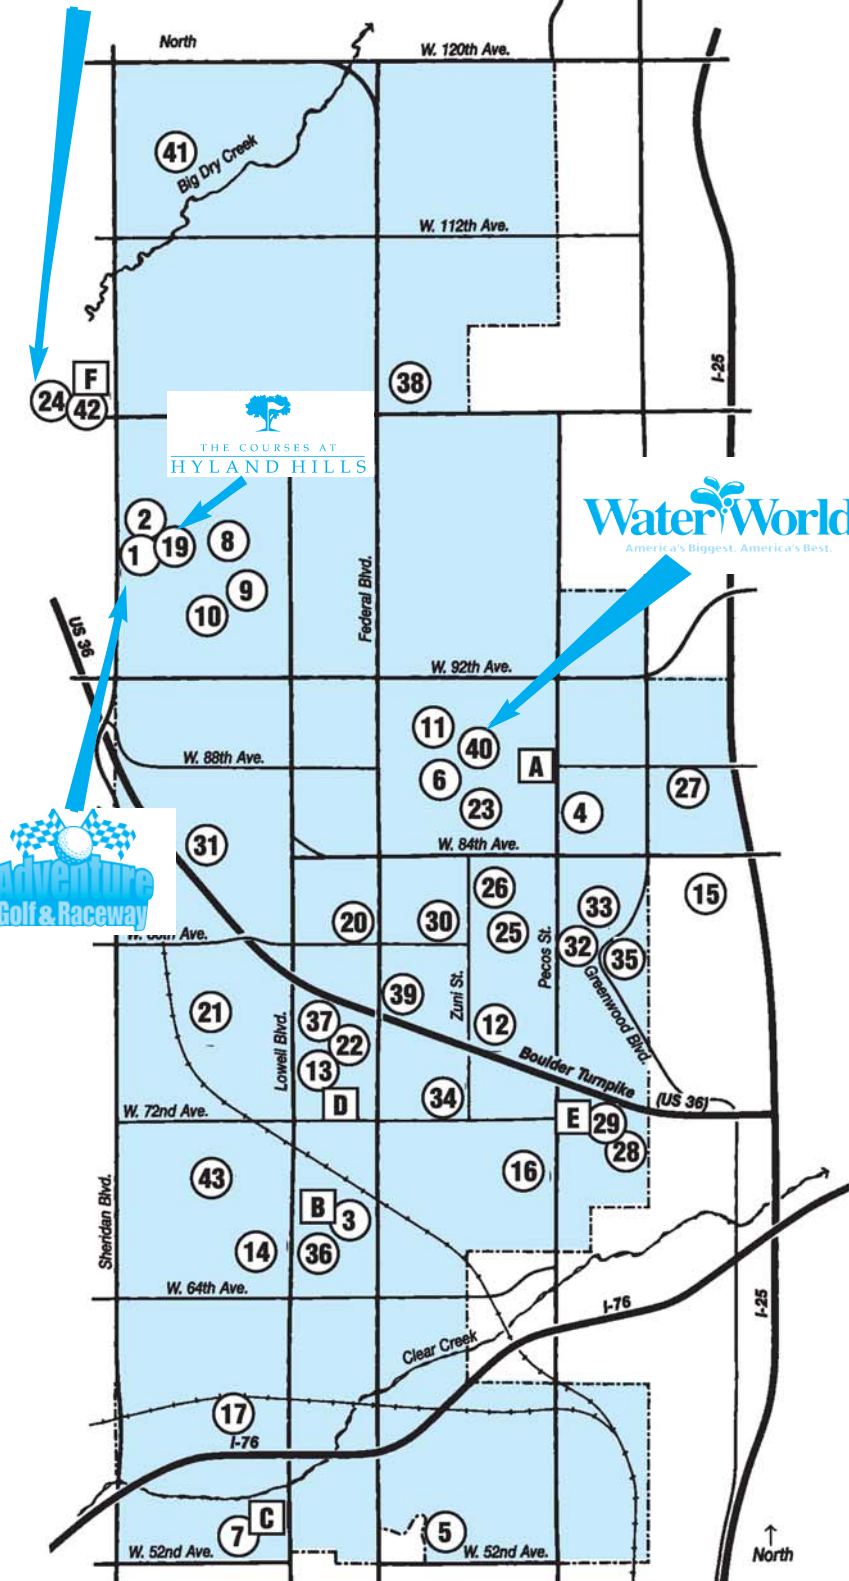 North
W. 120th Ave.
41
Big Dry Creek
W. 112th Ave.
I-25
F
24
42
38
THE COURSES AT
HYLAND HILLS
Water World
America's Biggest. America's Best.
2
1
19
8
9
10
Federal Blvd.
US 36
W. 92th Ave.
11
40
A
6
23
W. 88th Ave.
27
4
Adventure
Golf & Raceway
31
W. 84th Ave.
26
15
33
20
30
25
32
35
Ave.
Pecos St.
Zuni St.
Greenwood Blvd.
39
21
37
22
12
13
Lowell Blvd.
Boulder Turnpike
(US 36)
D
34
W. 72nd Ave.
E
29
28
43
16
B
3
Sheridan Blvd.
14
36
W. 64th Ave.
I-76
I-25
Clear Creek
17
I-76
C
7
5
W. 52nd Ave.
W. 52nd Ave.
North